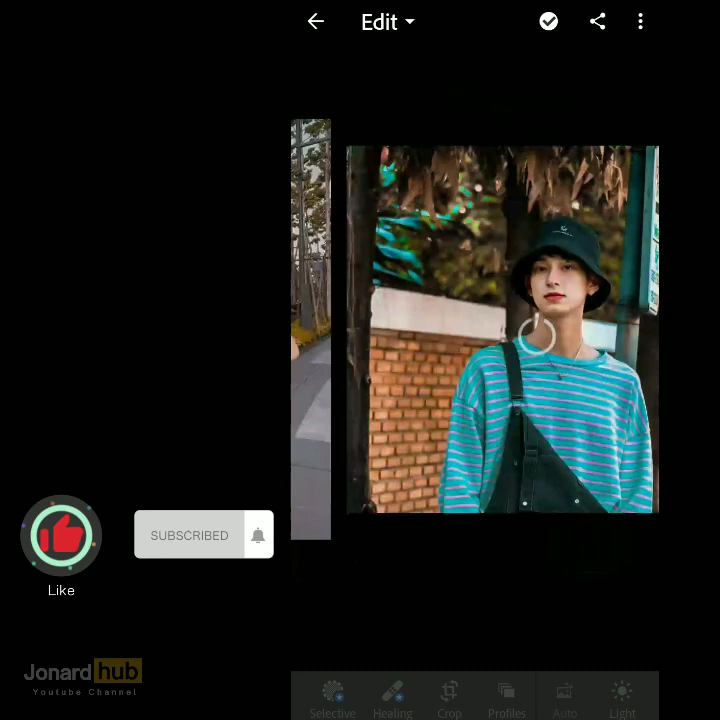 Edit
SUBSCRIBED
Like
Jonard hub
Youtube Channel
Selective
Healing
Crop
Profiles
Auto
Light